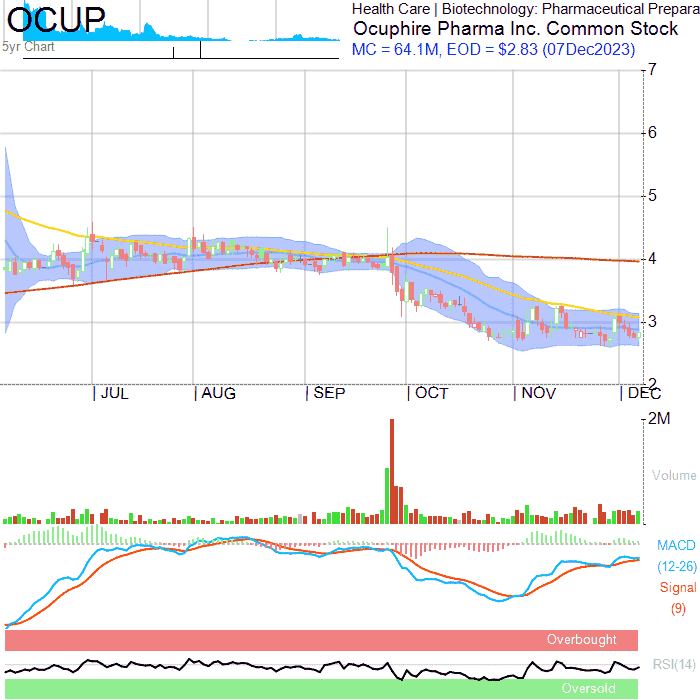 OCUP
Health Care | Biotechnology: Pharmaceutical Prepara
Ocuphire Pharma Inc. Common Stock
MC = 64.1M, EOD = $2.83 (07Dec2023)
5yr Chart
7
6
5
4
3
2
JUL AUG SEP OCT NOV DEC
2M
Volume
MACD
(12-26)
Signal
(9)
Overbought
RSI(14)
Oversold